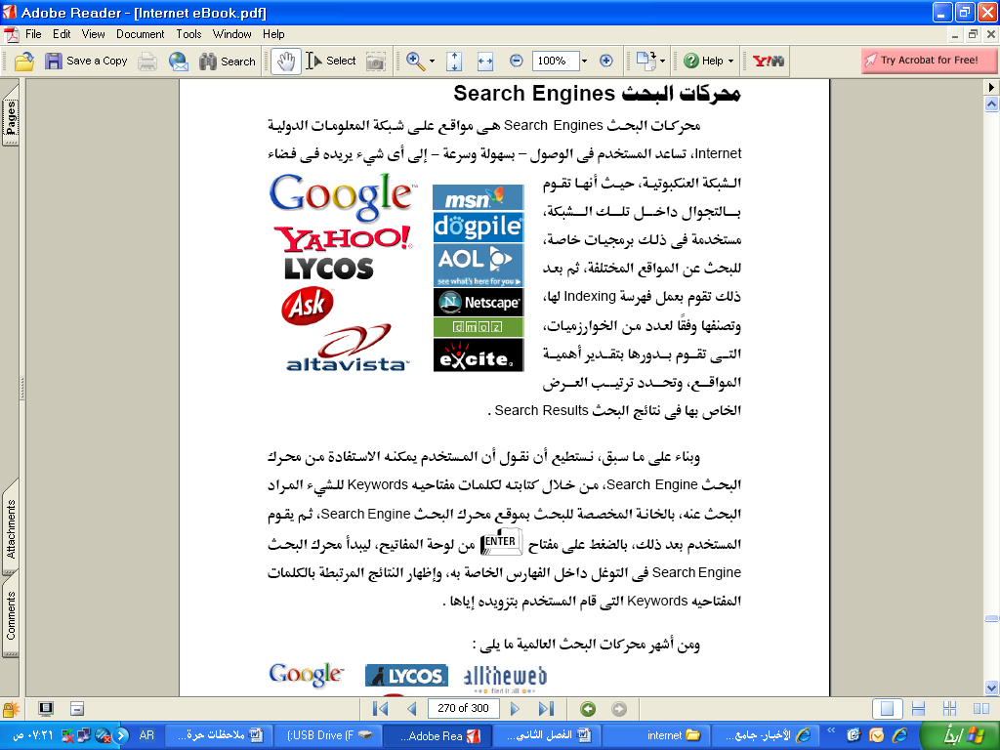 Adobe Reader - [Internet eBook.pdf]
File Edit View Document Tools Window Help
Save a Copy Search Select 100% Help Y! Try Acrobat for Free!
Pages
Attachments
Comments
محركات البحث Search Engines
محركات البحث Search Engines هى مواقع على شبكة المعلومات الدولية
Internet، تساعد المستخدم فى الوصول – بسهولة وسرعة – إلى أى شيء يريده فى فضاء
الشبكة العنكبوتية، حيث أنها تقوم
بالتجوال داخل تلك الشبكة،
مستخدمة فى ذلك برمجيات خاصة،
للبحث عن المواقع المختلفة، ثم بعد
ذلك تقوم بعمل فهرسة Indexing لها،
وتصنفها وفقًا لعدد من الخوارزميات،
التى تقوم بدورها بتقدير أهمية
المواقع، وتحدد ترتيب العرض
الخاص بها فى نتائج البحث Search Results .
Google™
YAHOO!
LYCOS
Ask
altavista™
msn
dogpile
AOL
see what's here for you
N Netscape
dmoz
excite
وبناء على ما سبق، نستطيع أن نقول أن المستخدم يمكنه الاستفادة من محرك
البحث Search Engine، من خلال كتابته لكلمات مفتاحيه Keywords للشيء المراد
البحث عنه، بالخانة المخصصة للبحث بموقع محرك البحث Search Engine، ثم يقوم
المستخدم بعد ذلك، بالضغط على مفتاح ENTER من لوحة المفاتيح، ليبدأ محرك البحث
Search Engine فى التوغل داخل الفهارس الخاصة به، وإظهار النتائج المرتبطة بالكلمات
المفتاحيه Keywords التى قام المستخدم بتزويده إياها .
ومن أشهر محركات البحث العالمية ما يلى :
Google™ LYCOS alltheweb
find it all
270 of 300
ابدأ
الأخبار- جامع...
internet
الفصل الثاني...
Adobe Rea...
USB Drive (F:)
ملاحظات حرة...
AR
٠٧:٢١ ص